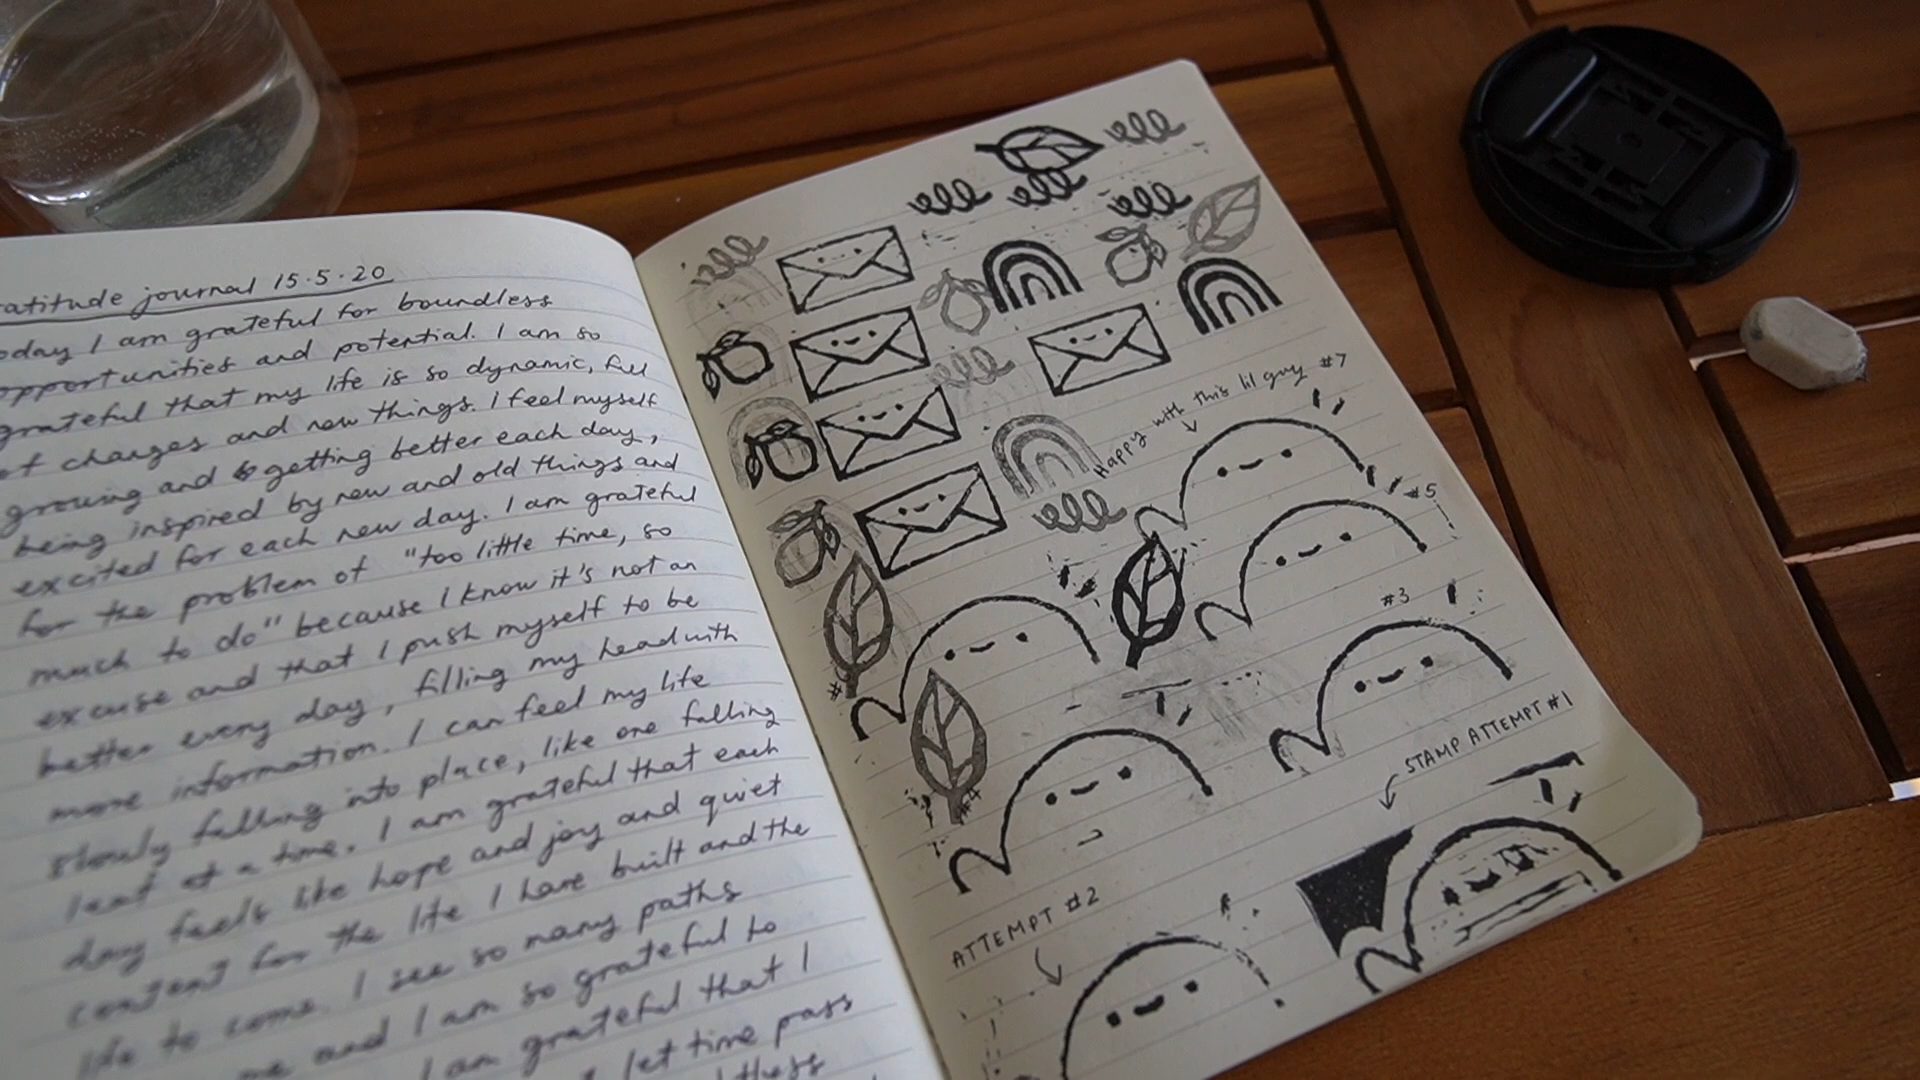 ratitude journal 15.5.20
oday I am grateful for boundless
opportunities and potential. I am so
grateful that my life is so dynamic, full
of changes and new things. I feel myself
growing and getting better each day,
being inspired by new and old things and
excited for each new day. I am grateful
for the problem of "too little time, so
much to do" because I know it's not an
excuse and that I push myself to be
better every day, filling my head with
more information. I can feel my life
slowly falling into place, like one falling
leaf at a time. I am grateful that each
day feels like hope and joy and quiet
content for the life I have built and the
life to come. I see so many paths
me and I am so grateful to
I am grateful that I
let time pass
Happy with this lil guy #7
#5
#3
#4
STAMP ATTEMPT #1
ATTEMPT #2